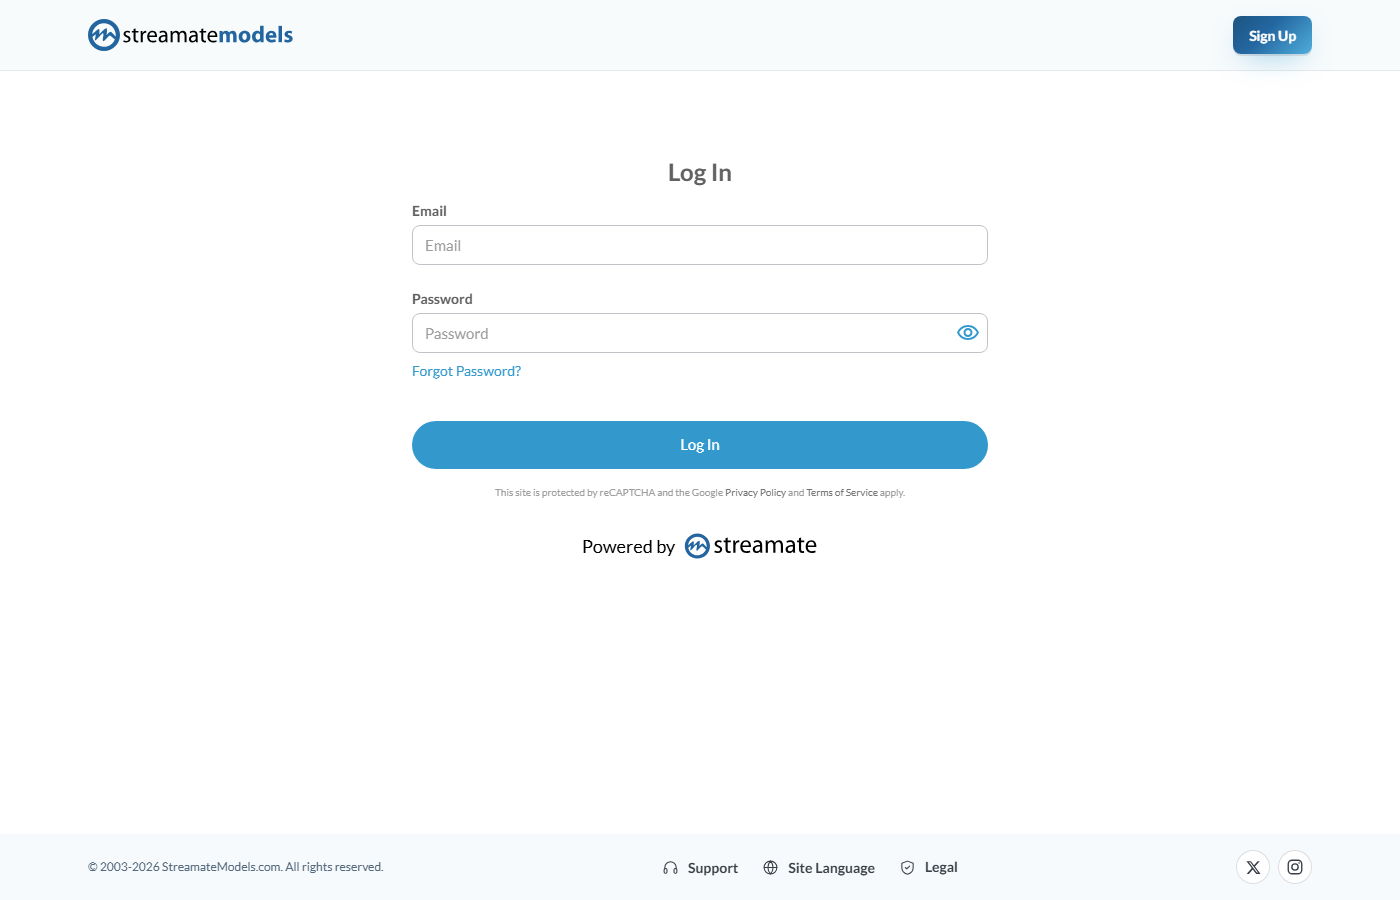 streamatemodels
Sign Up
Log In
Email
Email
Password
Password
Forgot Password?
Log In
This site is protected by reCAPTCHA and the Google Privacy Policy and Terms of Service apply.
Powered by streamate
© 2003-2026 StreamateModels.com. All rights reserved.
Support
Site Language
Legal